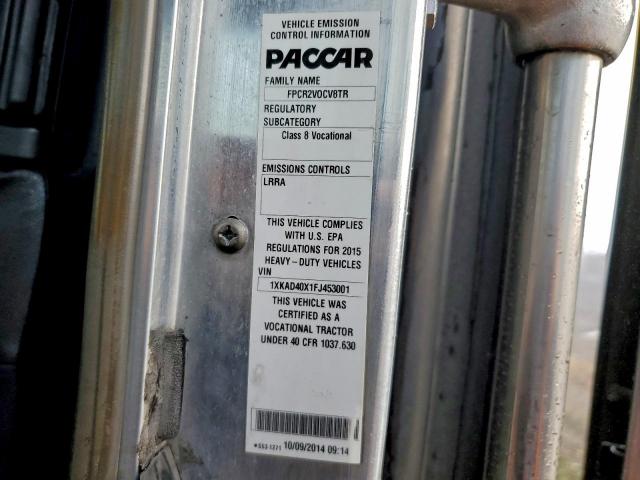 VEHICLE EMISSION
CONTROL INFORMATION
PACCAR
FAMILY NAME
FPCR2VOCV8TR
REGULATORY
SUBCATEGORY
Class 8 Vocational
EMISSIONS CONTROLS
LRRA
THIS VEHICLE COMPLIES
WITH U.S. EPA
REGULATIONS FOR 2015
HEAVY-DUTY VEHICLES
VIN
1XKAD40X1FJ453001
THIS VEHICLE WAS
CERTIFIED AS A
VOCATIONAL TRACTOR
UNDER 40 CFR 1037.630
*S53-1271 10/09/2014 09:14